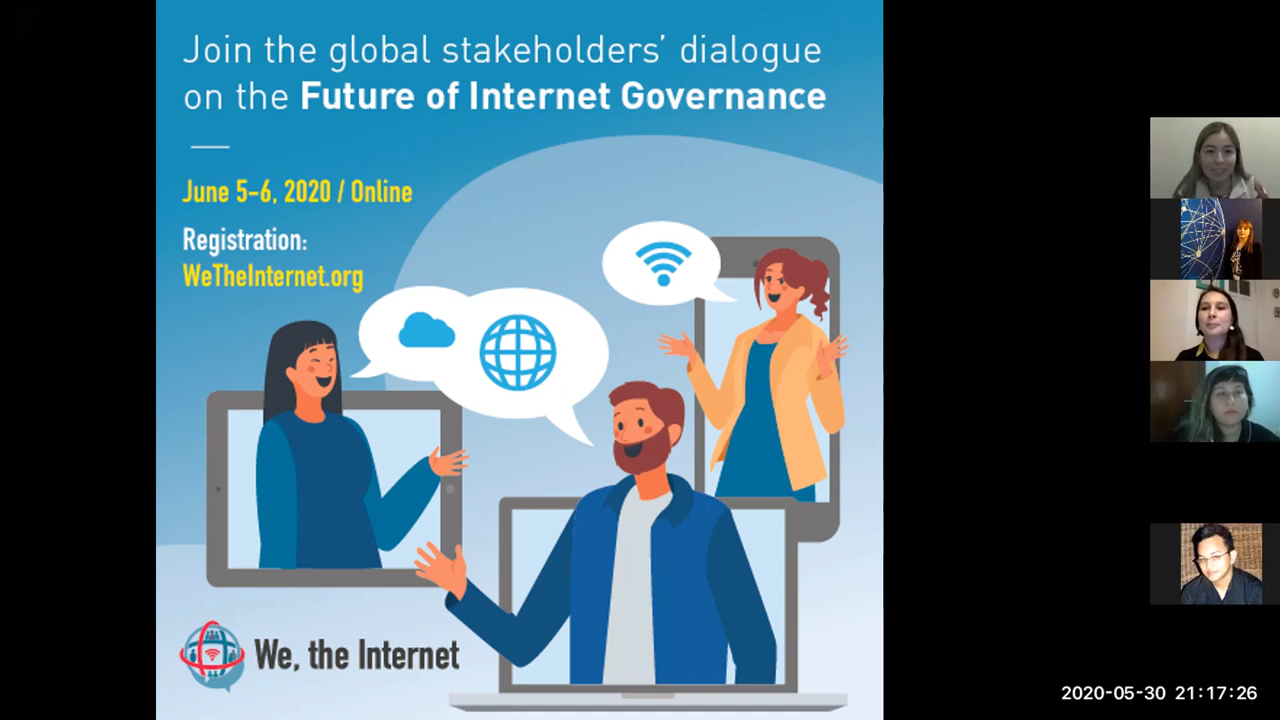 Join the global stakeholders’ dialogue
on the Future of Internet Governance
June 5-6, 2020 / Online
Registration:
WeTheInternet.org
We, the Internet
2020-05-30 21:17:26